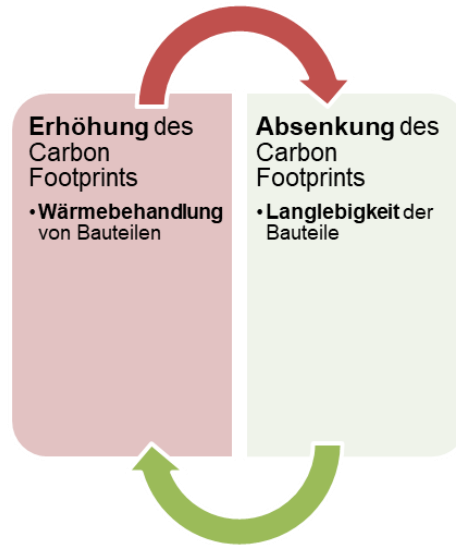 Erhöhung des
Carbon
Footprints
• Wärmebehandlung
von Bauteilen
Absenkung des
Carbon
Footprints
• Langlebigkeit der
Bauteile